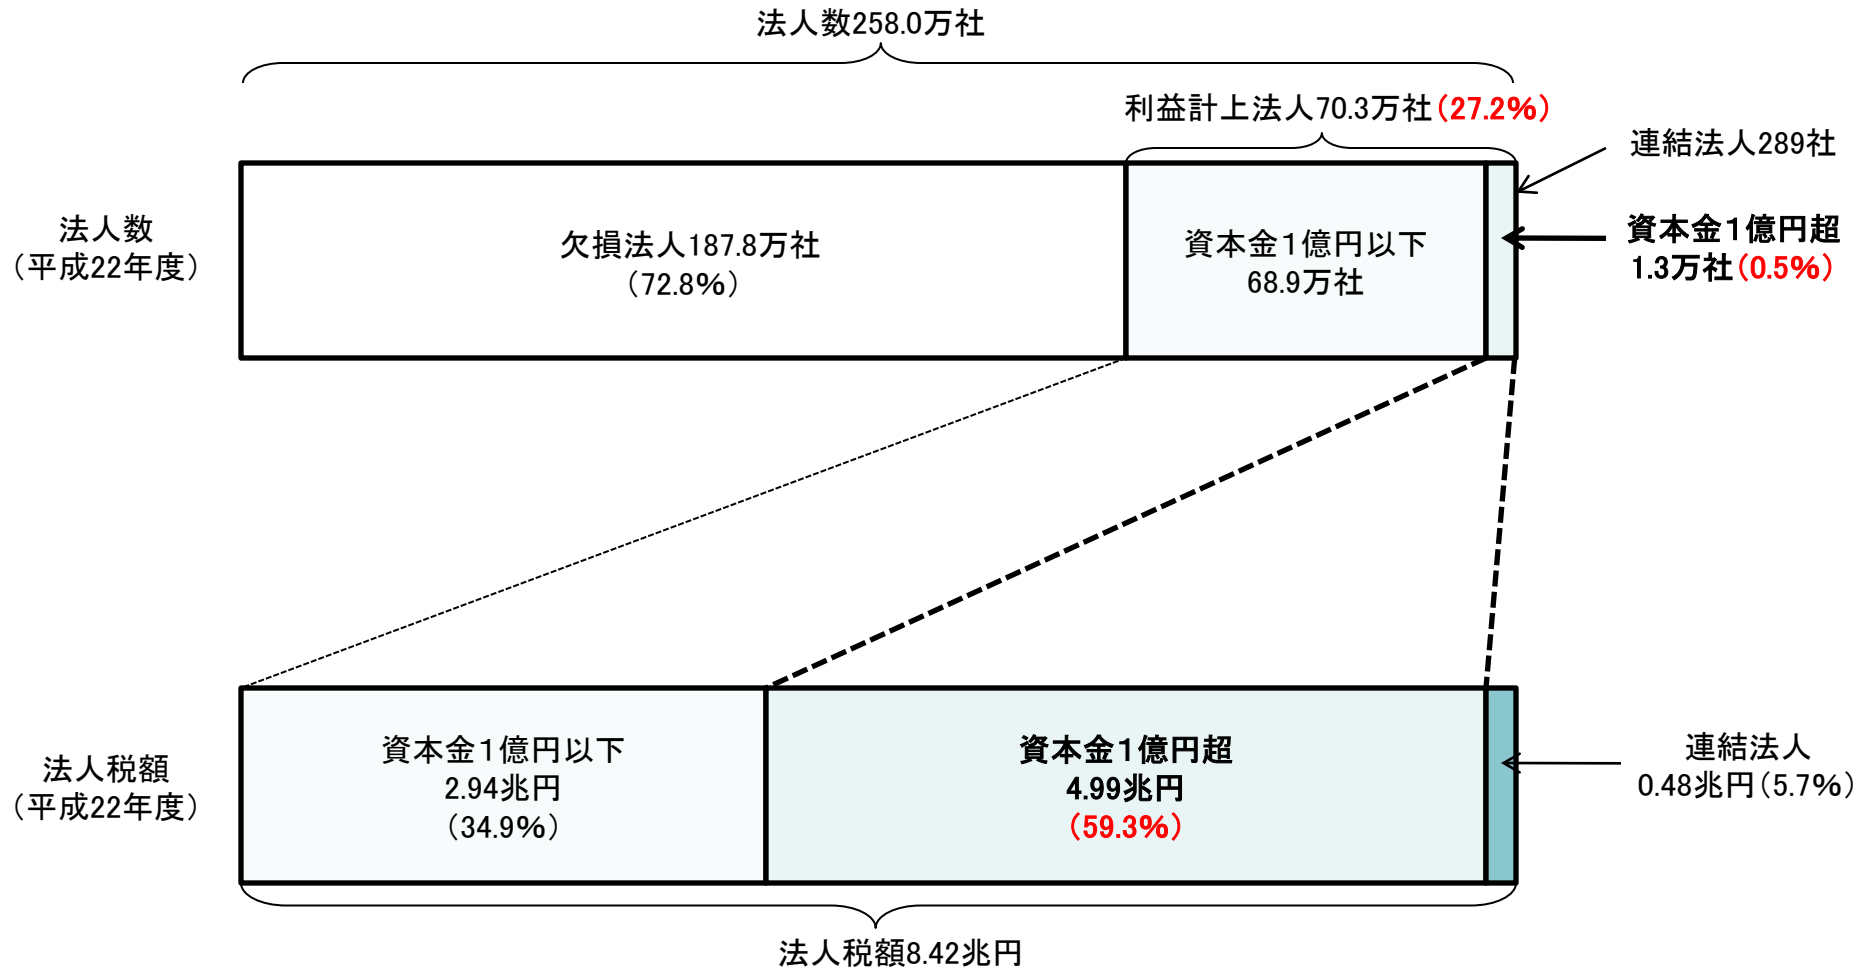 法人数258.0万社
利益計上法人70.3万社(27.2%)
連結法人289社
法人数
(平成22年度)
欠損法人187.8万社
(72.8%)
資本金1億円以下
68.9万社
資本金1億円超
1.3万社(0.5%)
法人税額
(平成22年度)
資本金1億円以下
2.94兆円
(34.9%)
資本金1億円超
4.99兆円
(59.3%)
連結法人
0.48兆円(5.7%)
法人税額8.42兆円